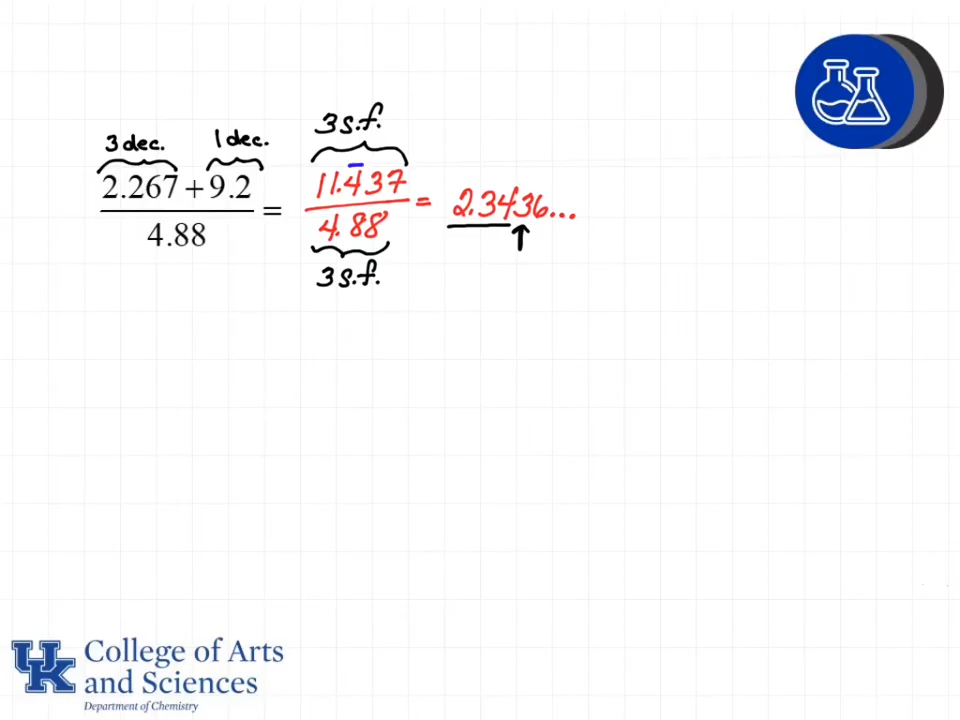 3 dec. 1 dec. 3 s.f.
2.267 + 9.2 / 4.88 = 11.437 / 4.88 = 2.3436...
3 s.f.
UK College of Arts
and Sciences
Department of Chemistry